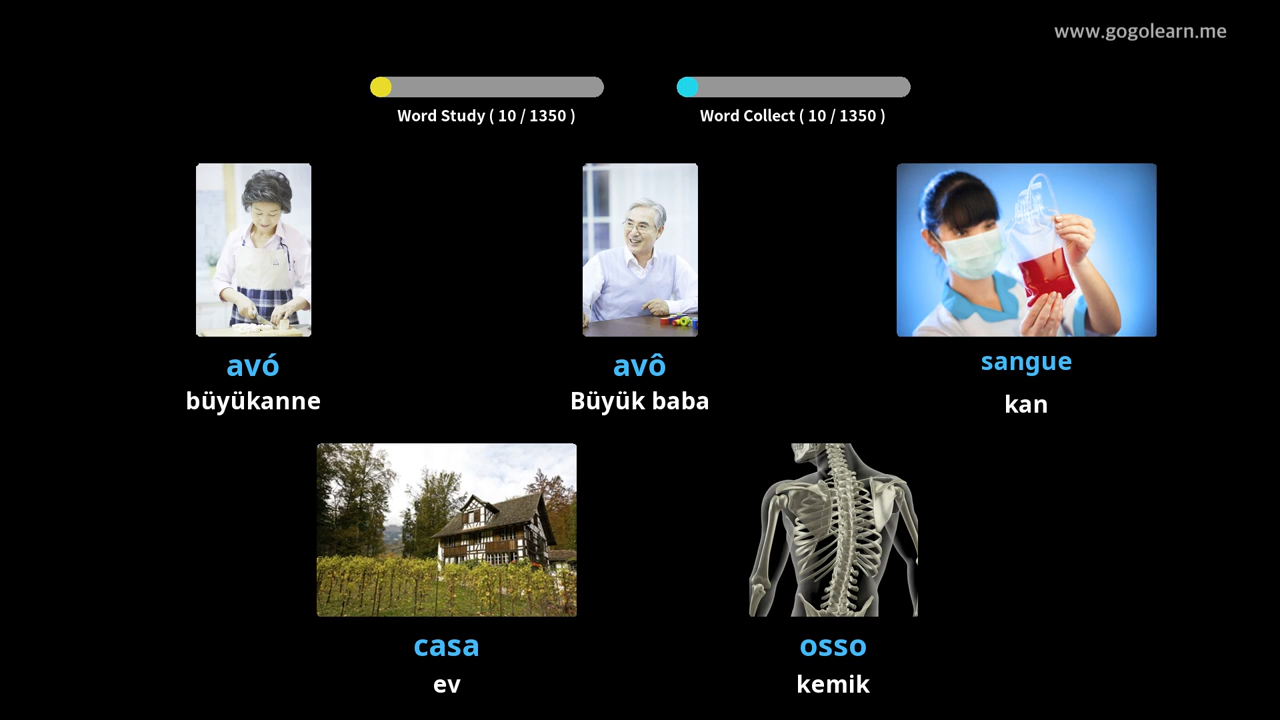 www.gogolearn.me
Word Study ( 10 / 1350 )
Word Collect ( 10 / 1350 )
avó
büyükanne
avô
Büyük baba
sangue
kan
casa
ev
osso
kemik